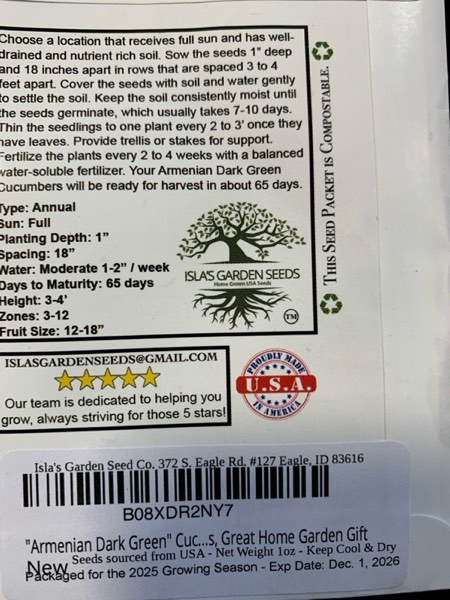 Choose a location that receives full sun and has well-
drained and nutrient rich soil. Sow the seeds 1" deep
and 18 inches apart in rows that are spaced 3 to 4
feet apart. Cover the seeds with soil and water gently
to settle the soil. Keep the soil consistently moist until
the seeds germinate, which usually takes 7-10 days.
Thin the seedlings to one plant every 2 to 3' once they
have leaves. Provide trellis or stakes for support.
Fertilize the plants every 2 to 4 weeks with a balanced
water-soluble fertilizer. Your Armenian Dark Green
Cucumbers will be ready for harvest in about 65 days.
Type: Annual
Sun: Full
Planting Depth: 1"
Spacing: 18"
Water: Moderate 1-2" / week
Days to Maturity: 65 days
Height: 3-4'
Zones: 3-12
Fruit Size: 12-18"
ISLA'S GARDEN SEEDS
Home Grown USA Seeds
TM
THIS SEED PACKET IS COMPOSTABLE.
ISLASGARDENSEEDS@GMAIL.COM
Our team is dedicated to helping you
grow, always striving for those 5 stars!
PROUDLY MADE
U.S.A.
IN AMERICA
Isla's Garden Seed Co. 372 S. Eagle Rd. #127 Eagle, ID 83616
B08XDR2NY7
"Armenian Dark Green" Cuc...s, Great Home Garden Gift
Seeds sourced from USA - Net Weight 1oz - Keep Cool & Dry
New
Packaged for the 2025 Growing Season - Exp Date: Dec. 1, 2026